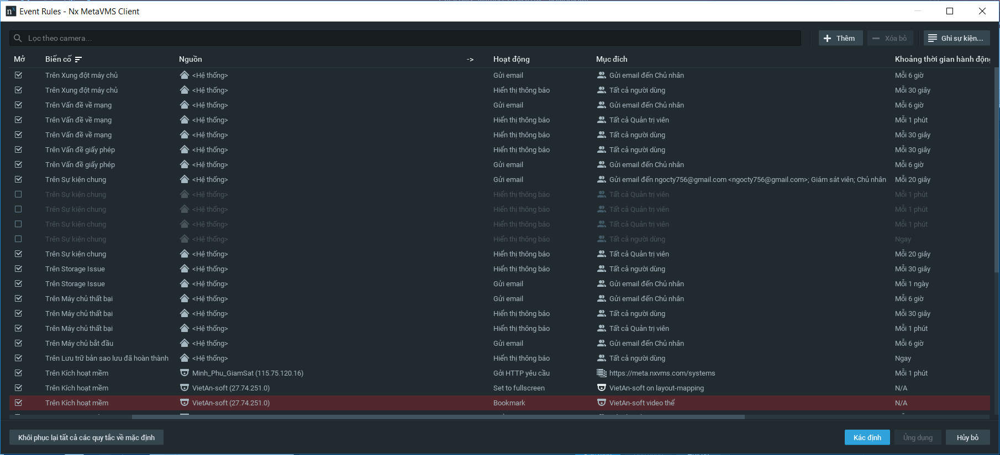 Event Rules - Nx MetaVMS Client
Lọc theo camera...
Thêm
Xóa bỏ
Ghi sự kiện...
Mở Biến cố Nguồn -> Hoạt động Mục đích Khoảng thời gian hành động
Trên Xung đột máy chủ <Hệ thống> Gửi email Gửi email đến Chủ nhân Mỗi 6 giờ
Trên Xung đột máy chủ <Hệ thống> Hiển thị thông báo Tất cả người dùng Mỗi 30 giây
Trên Vấn đề về mạng <Hệ thống> Gửi email Gửi email đến Chủ nhân Mỗi 6 giờ
Trên Vấn đề về mạng <Hệ thống> Hiển thị thông báo Tất cả Quản trị viên Mỗi 1 phút
Trên Vấn đề về mạng <Hệ thống> Hiển thị thông báo Tất cả người dùng Mỗi 30 giây
Trên Vấn đề giấy phép <Hệ thống> Hiển thị thông báo Tất cả người dùng Mỗi 30 giây
Trên Vấn đề giấy phép <Hệ thống> Gửi email Gửi email đến Chủ nhân Mỗi 6 giờ
Trên Sự kiện chung <Hệ thống> Gửi email Gửi email đến ngocty756@gmail.com <ngocty756@gmail.com>; Giám sát viên; Chủ nhân Mỗi 20 giây
Trên Sự kiện chung <Hệ thống> Hiển thị thông báo Tất cả Quản trị viên Mỗi 1 phút
Trên Sự kiện chung <Hệ thống> Hiển thị thông báo Tất cả Quản trị viên Mỗi 1 phút
Trên Sự kiện chung <Hệ thống> Hiển thị thông báo Tất cả Quản trị viên Mỗi 1 phút
Trên Sự kiện chung <Hệ thống> Hiển thị thông báo Tất cả người dùng Ngay
Trên Sự kiện chung <Hệ thống> Hiển thị thông báo Tất cả Quản trị viên Mỗi 20 giây
Trên Storage Issue <Hệ thống> Hiển thị thông báo Tất cả người dùng Mỗi 30 giây
Trên Storage Issue <Hệ thống> Gửi email Gửi email đến Chủ nhân Mỗi 1 ngày
Trên Máy chủ thất bại <Hệ thống> Gửi email Gửi email đến Chủ nhân Mỗi 6 giờ
Trên Máy chủ thất bại <Hệ thống> Hiển thị thông báo Tất cả người dùng Mỗi 30 giây
Trên Máy chủ thất bại <Hệ thống> Hiển thị thông báo Tất cả Quản trị viên Mỗi 1 phút
Trên Máy chủ bắt đầu <Hệ thống> Gửi email Gửi email đến Chủ nhân Mỗi 6 giờ
Trên Lưu trữ bản sao lưu đã hoàn thành <Hệ thống> Hiển thị thông báo Tất cả người dùng Ngay
Trên Kích hoạt mềm Minh_Phu_GiamSat (115.75.120.16) Gởi HTTP yêu cầu https://meta.nxvms.com/systems Mỗi 1 phút
Trên Kích hoạt mềm VietAn-soft (27.74.251.0) Set to fullscreen VietAn-soft on layout-mapping N/A
Trên Kích hoạt mềm VietAn-soft (27.74.251.0) Bookmark VietAn-soft video thể N/A
Khôi phục lại tất cả các quy tắc về mặc định
Kác định
Ủng dụng
Hủy bỏ